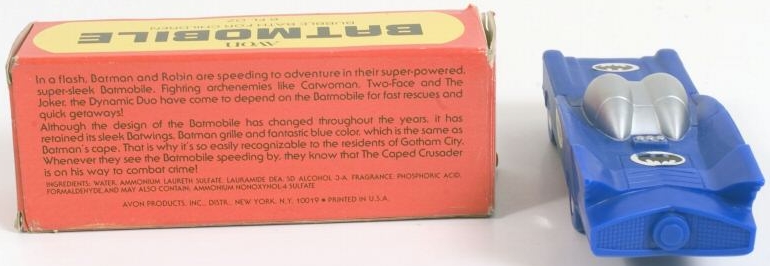 AVON
BATMOBILE
BUBBLE BATH FOR CHILDREN
8 FL. OZ.
In a flash, Batman and Robin are speeding to adventure in their super-powered,
super-sleek Batmobile. Fighting archenemies like Catwoman, Two-Face and The
Joker, the Dynamic Duo have come to depend on the Batmobile for fast rescues and
quick getaways!
Although the design of the Batmobile has changed throughout the years, it has
retained its sleek Batwings, Batman grille and fantastic blue color, which is the same as
Batman's cape. That is why it's so easily recognizable to the residents of Gotham City.
Whenever they see the Batmobile speeding by, they know that The Caped Crusader
is on his way to combat crime!
INGREDIENTS: WATER, AMMONIUM LAURETH SULFATE, LAURAMIDE DEA, SD ALCOHOL 3-A, FRAGRANCE, PHOSPHORIC ACID,
FORMALDEHYDE, AND MAY ALSO CONTAIN: AMMONIUM NONOXYNOL-4 SULFATE
AVON PRODUCTS, INC., DISTR., NEW YORK, N.Y. 10019 • PRINTED IN U.S.A.